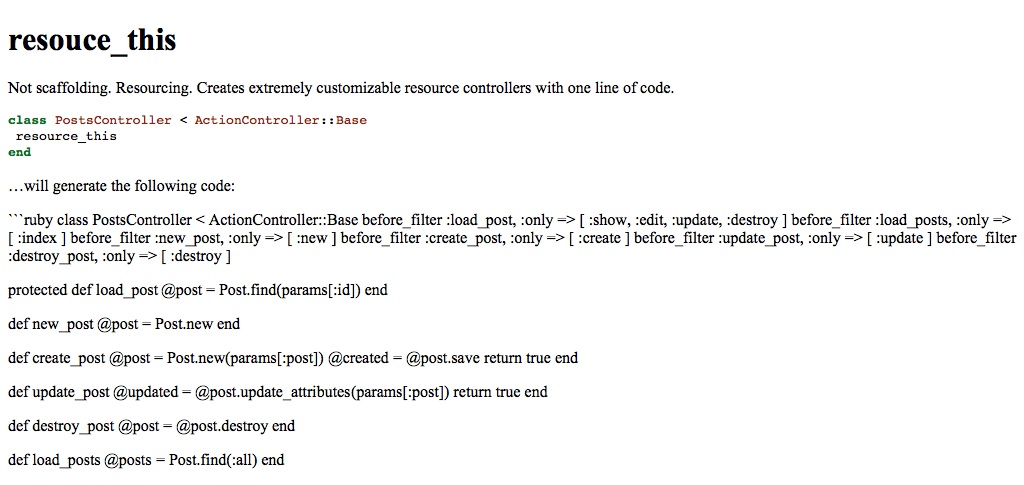 resouce_this
Not scaffolding. Resourcing. Creates extremely customizable resource controllers with one line of code.
class PostsController < ActionController::Base
 resource_this
end
…will generate the following code:
```ruby class PostsController < ActionController::Base before_filter :load_post, :only => [ :show, :edit, :update, :destroy ] before_filter :load_posts, :only =>
[ :index ] before_filter :new_post, :only => [ :new ] before_filter :create_post, :only => [ :create ] before_filter :update_post, :only => [ :update ] before_filter
:destroy_post, :only => [ :destroy ]
protected def load_post @post = Post.find(params[:id]) end
def new_post @post = Post.new end
def create_post @post = Post.new(params[:post]) @created = @post.save return true end
def update_post @updated = @post.update_attributes(params[:post]) return true end
def destroy_post @post = @post.destroy end
def load_posts @posts = Post.find(:all) end